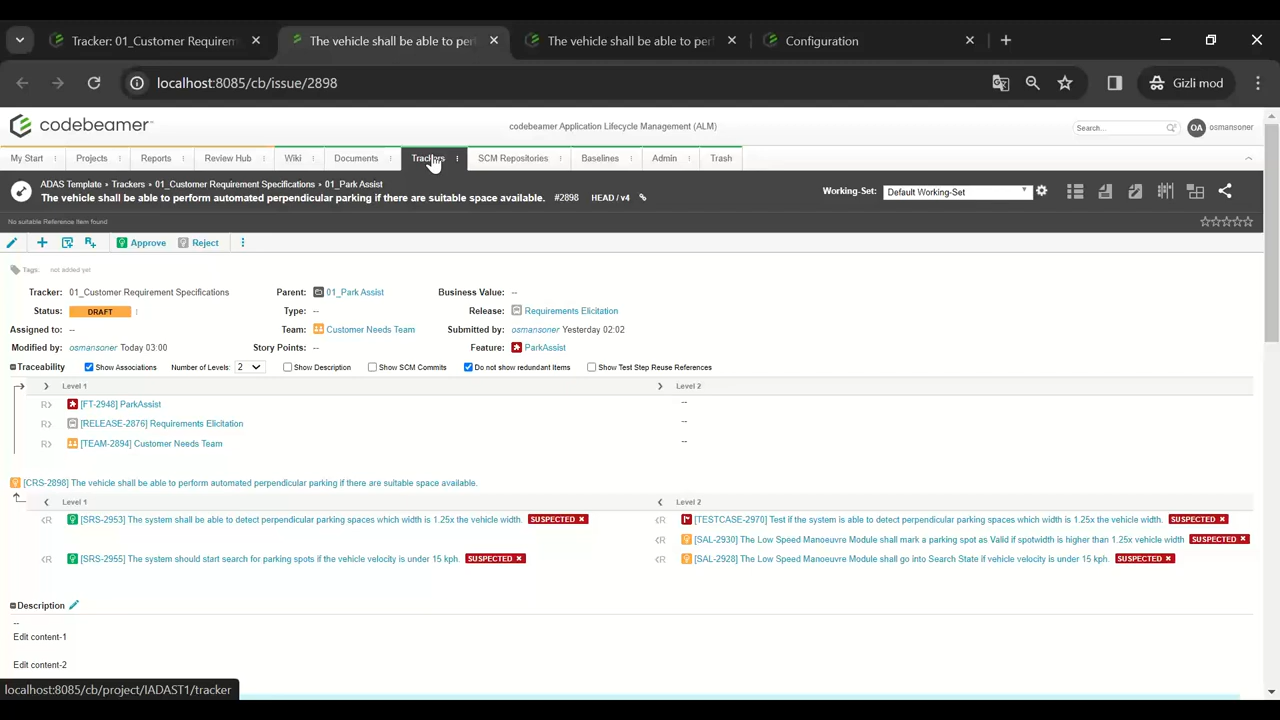 Tracker: 01_Customer Requiremen
The vehicle shall be able to per
The vehicle shall be able to per
Configuration
localhost:8085/cb/issue/2898
Gizli mod
codebeamer
codebeamer Application Lifecycle Management (ALM)
Search...
OA osmansoner
My Start Projects Reports Review Hub Wiki Documents Trackers SCM Repositories Baselines Admin Trash
ADAS Template Trackers 01_Customer Requirement Specifications 01_Park Assist
The vehicle shall be able to perform automated perpendicular parking if there are suitable space available. #2898 HEAD / v4
Working-Set: Default Working-Set
No suitable Reference Item found
Approve Reject
Tags: not added yet
Tracker: 01_Customer Requirement Specifications Parent: 01_Park Assist Business Value: --
Status: DRAFT Type: -- Release: Requirements Elicitation
Assigned to: -- Team: Customer Needs Team Submitted by: osmansoner Yesterday 02:02
Modified by: osmansoner Today 03:00 Story Points: -- Feature: ParkAssist
Traceability Show Associations Number of Levels: 2 Show Description Show SCM Commits Do not show redundant Items Show Test Step Reuse References
Level 1 Level 2
R> [FT-2948] ParkAssist --
R> [RELEASE-2876] Requirements Elicitation --
R> [TEAM-2894] Customer Needs Team --
[CRS-2898] The vehicle shall be able to perform automated perpendicular parking if there are suitable space available.
Level 1 Level 2
<R [SRS-2953] The system shall be able to detect perpendicular parking spaces which width is 1.25x the vehicle width. SUSPECTED × <R [TESTCASE-2970] Test if the system is able to detect perpendicular parking spaces which width is 1.25x the vehicle width. SUSPECTED ×
<R [SAL-2930] The Low Speed Manoeuvre Module shall mark a parking spot as Valid if spotwidth is higher than 1.25x vehicle width SUSPECTED ×
<R [SRS-2955] The system should start search for parking spots if the vehicle velocity is under 15 kph. SUSPECTED × <R [SAL-2928] The Low Speed Manoeuvre Module shall go into Search State if vehicle velocity is under 15 kph. SUSPECTED ×
Description
--
Edit content-1
Edit content-2
localhost:8085/cb/project/IADAST1/tracker